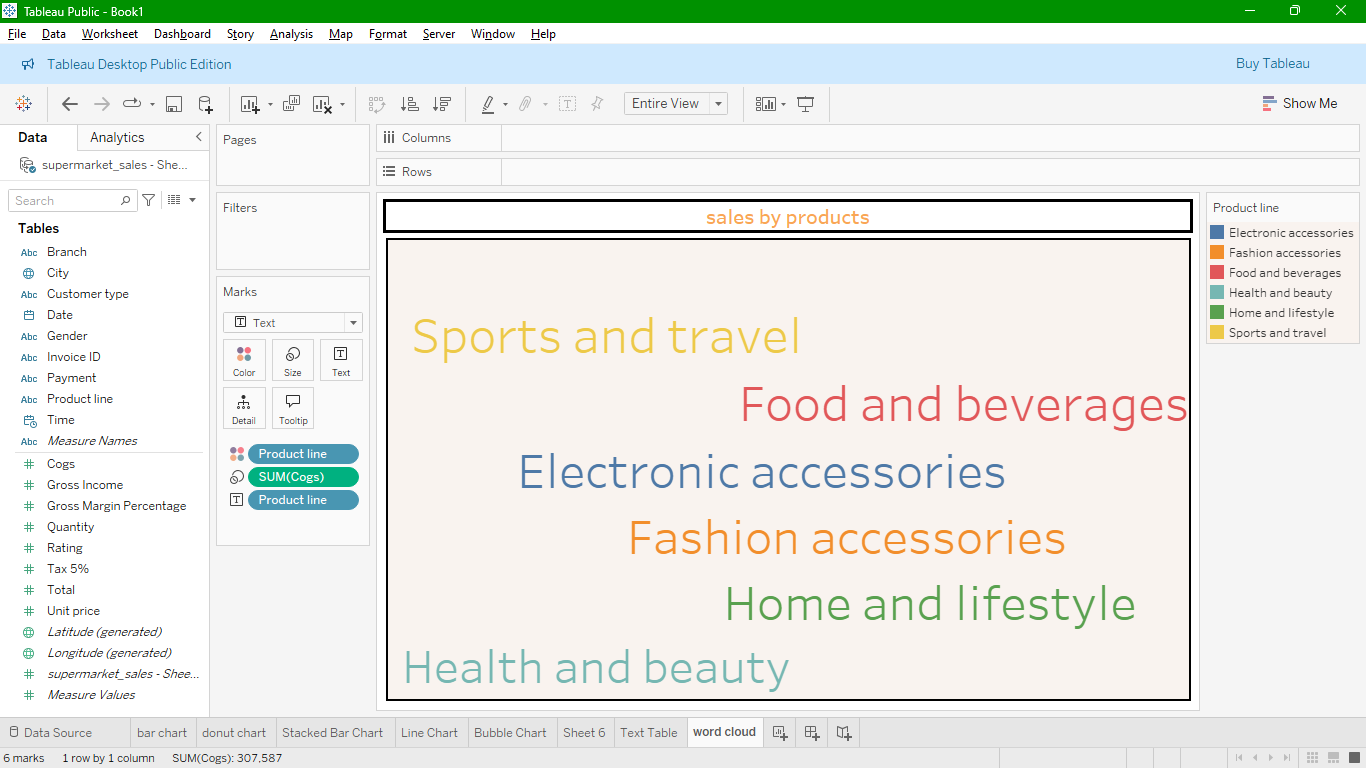 Tableau Public - Book1
File Data Worksheet Dashboard Story Analysis Map Format Server Window Help
Tableau Desktop Public Edition
Buy Tableau
Entire View
Show Me
Data
Analytics
supermarket_sales - She...
Search
Tables
Abc Branch
City
Abc Customer type
Date
Abc Gender
Abc Invoice ID
Abc Payment
Abc Product line
Time
Abc Measure Names
# Cogs
# Gross Income
# Gross Margin Percentage
# Quantity
# Rating
# Tax 5%
# Total
# Unit price
Latitude (generated)
Longitude (generated)
# supermarket_sales - Shee...
# Measure Values
Pages
Filters
Marks
T Text
Color Size Text
Detail Tooltip
Product line
SUM(Cogs)
T Product line
Columns
Rows
sales by products
Sports and travel
Food and beverages
Electronic accessories
Fashion accessories
Home and lifestyle
Health and beauty
Product line
Electronic accessories
Fashion accessories
Food and beverages
Health and beauty
Home and lifestyle
Sports and travel
Data Source bar chart donut chart Stacked Bar Chart Line Chart Bubble Chart Sheet 6 Text Table word cloud
6 marks 1 row by 1 column SUM(Cogs): 307,587